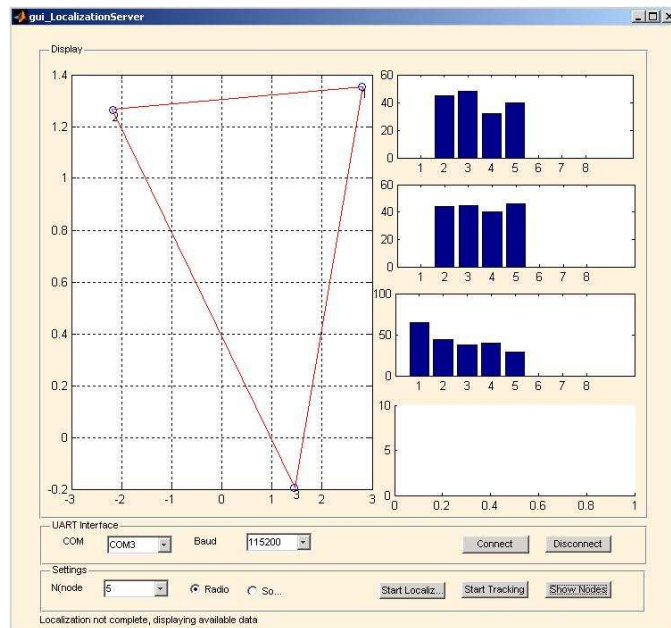 gui_LocalizationServer
Display
1.4
1.2
1
0.8
0.6
0.4
0.2
0
-0.2
-3 -2 -1 0 1 2 3
2
1
3
60
40
20
0
1 2 3 4 5 6 7 8
60
40
20
0
1 2 3 4 5 6 7 8
100
50
0
1 2 3 4 5 6 7 8
10
5
0
0 0.2 0.4 0.6 0.8 1
UART Interface
COM COM3 Baud 115200 Connect Disconnect
Settings
N(node 5 Radio So... Start Localiz... Start Tracking Show Nodes
Localization not complete, displaying available data